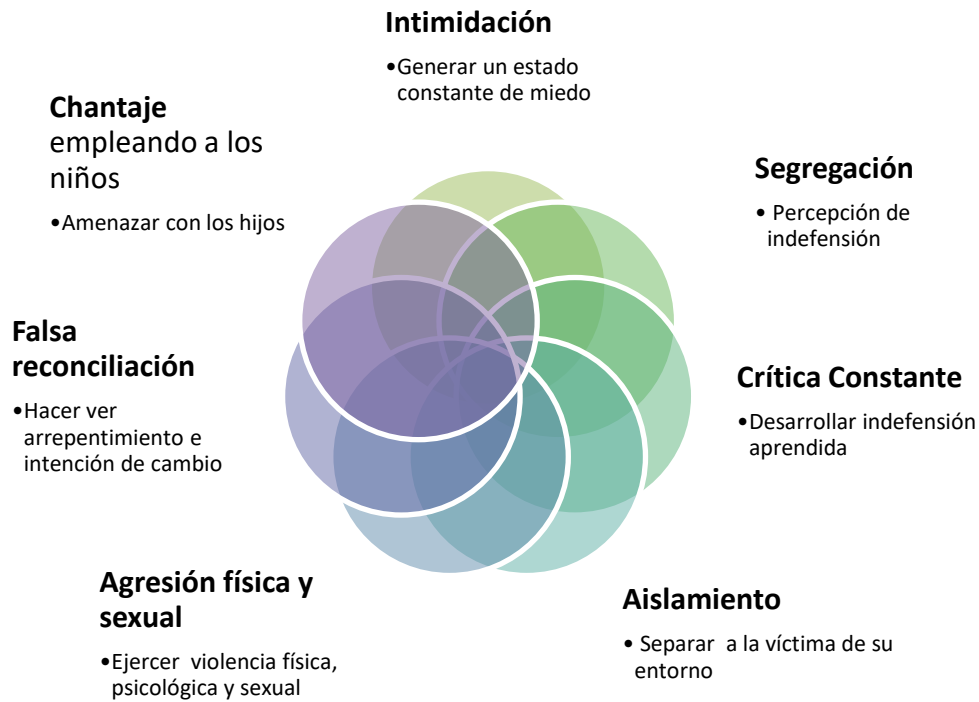 Intimidación
•Generar un estado
constante de miedo
Segregación
• Percepción de
indefensión
Crítica Constante
•Desarrollar indefensión
aprendida
Aislamiento
• Separar a la víctima de su
entorno
Agresión física y
sexual
•Ejercer violencia física,
psicológica y sexual
Falsa
reconciliación
•Hacer ver
arrepentimiento e
intención de cambio
Chantaje
empleando a los
niños
•Amenazar con los hijos